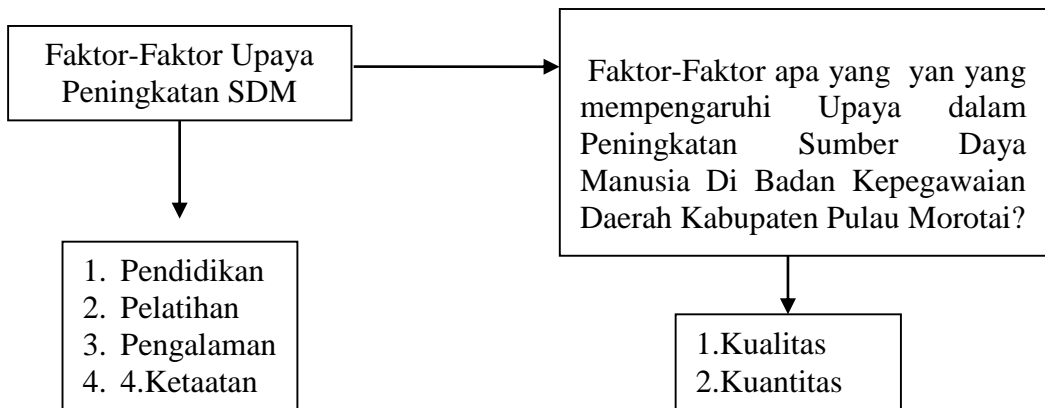 Faktor-Faktor Upaya
Peningkatan SDM
Faktor-Faktor apa yang yan yang
mempengaruhi Upaya dalam
Peningkatan Sumber Daya
Manusia Di Badan Kepegawaian
Daerah Kabupaten Pulau Morotai?
1. Pendidikan
2. Pelatihan
3. Pengalaman
4. 4.Ketaatan
1.Kualitas
2.Kuantitas